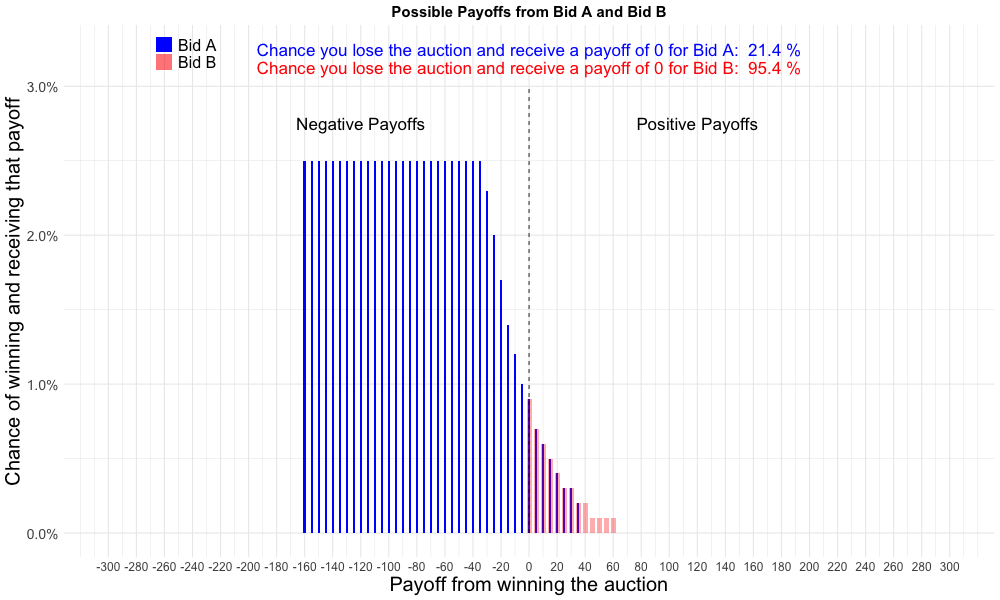 Possible Payoffs from Bid A and Bid B
Bid A
Bid B
Chance you lose the auction and receive a payoff of 0 for Bid A:  21.4 %
Chance you lose the auction and receive a payoff of 0 for Bid B:  95.4 %
Negative Payoffs
Positive Payoffs
Chance of winning and receiving that payoff
3.0%
2.0%
1.0%
0.0%
-300 -280 -260 -240 -220 -200 -180 -160 -140 -120 -100 -80 -60 -40 -20 0 20 40 60 80 100 120 140 160 180 200 220 240 260 280 300
Payoff from winning the auction